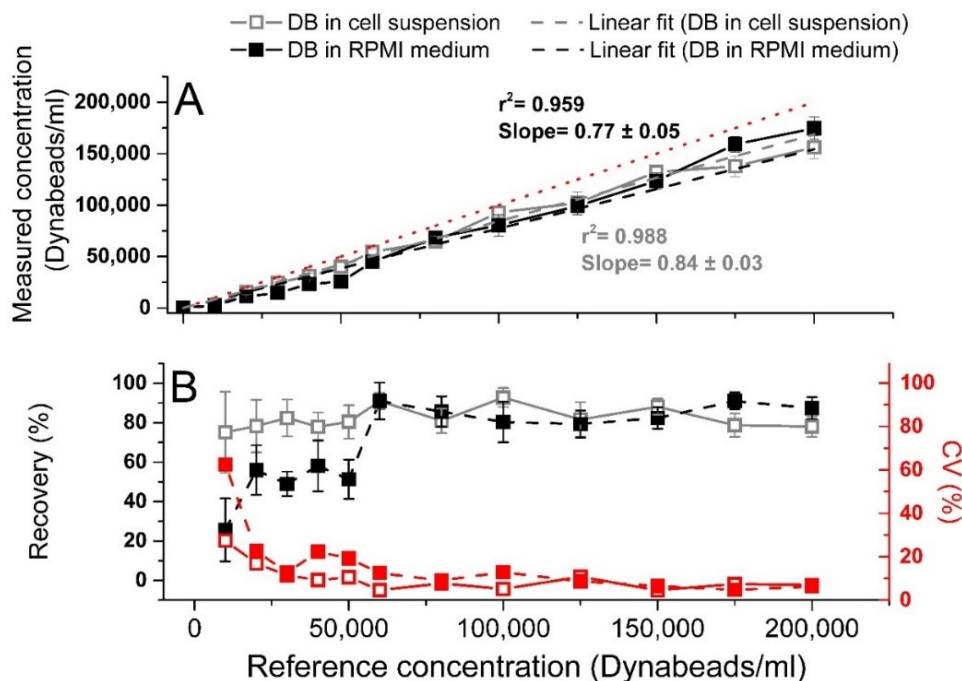 DB in cell suspension
Linear fit (DB in cell suspension)
DB in RPMI medium
Linear fit (DB in RPMI medium)
A
Measured concentration
(Dynabeads/ml)
200,000
150,000
100,000
50,000
0
r²= 0.959
Slope= 0.77 ± 0.05
r²= 0.988
Slope= 0.84 ± 0.03
B
Recovery (%)
100
80
60
40
20
0
CV (%)
100
80
60
40
20
0
0
50,000
100,000
150,000
200,000
Reference concentration (Dynabeads/ml)